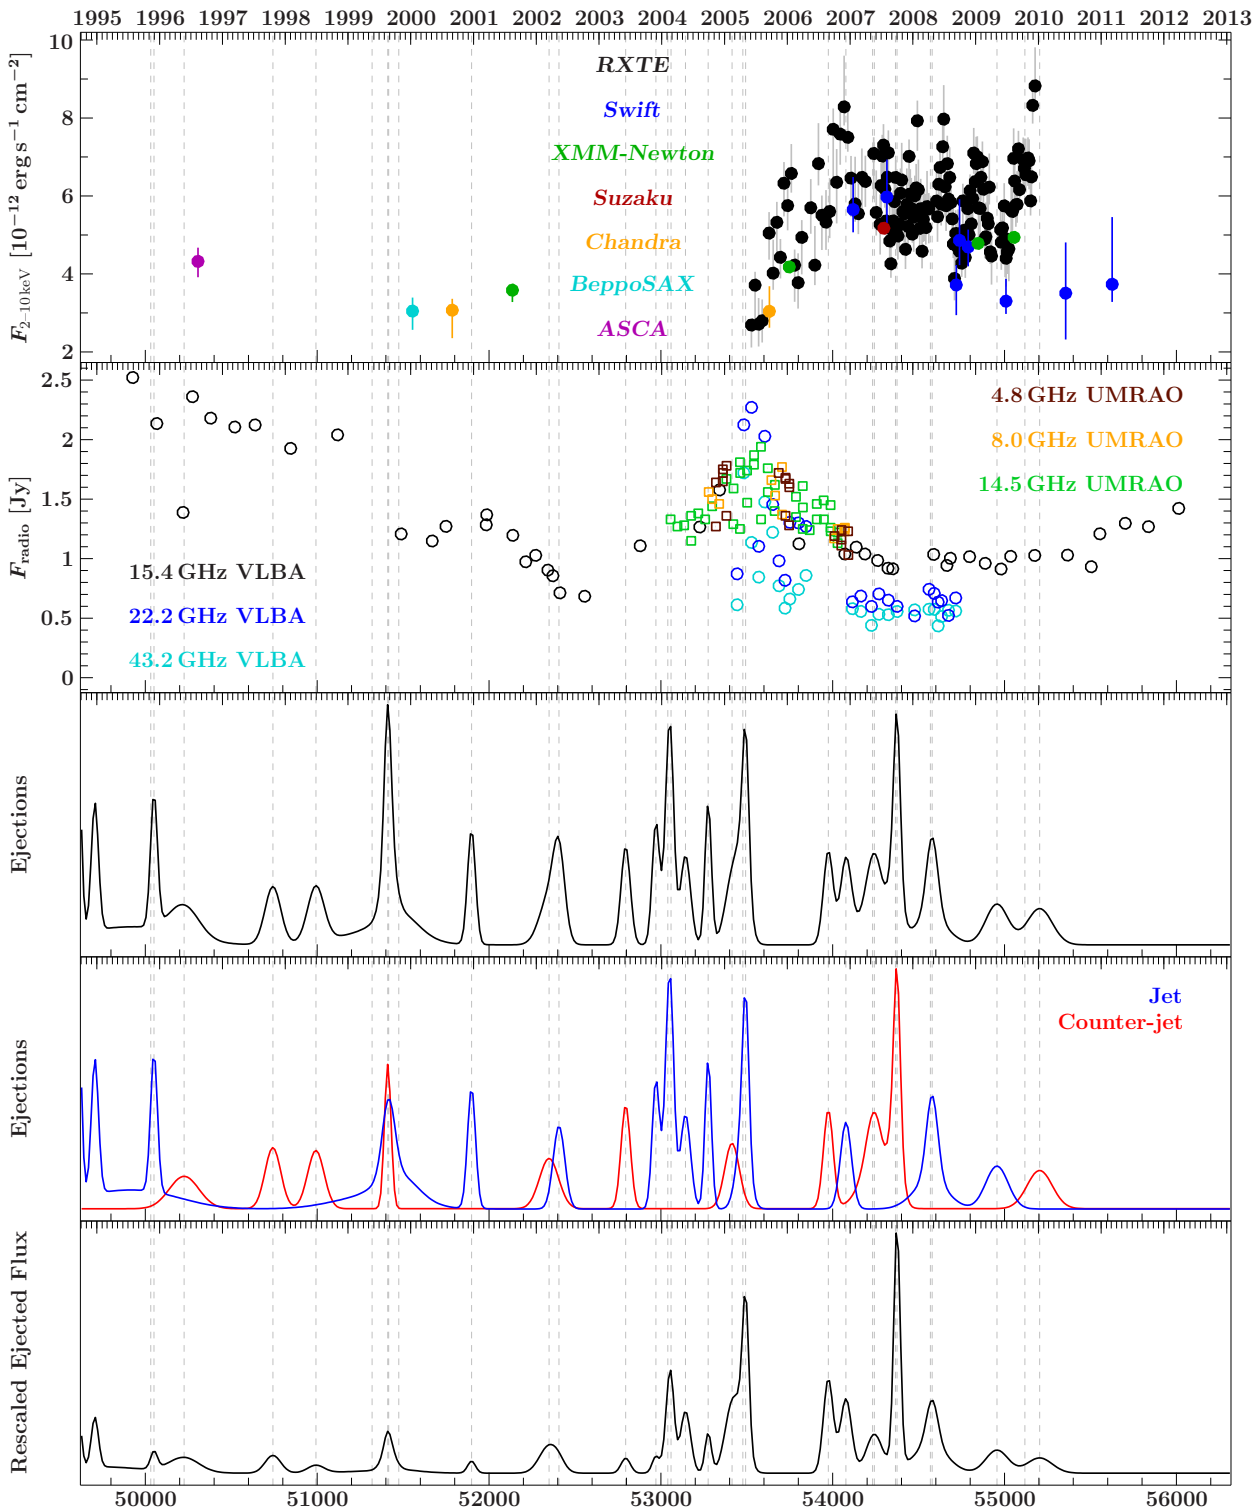 1995 1996 1997 1998 1999 2000 2001 2002 2003 2004 2005 2006 2007 2008 2009 2010 2011 2012 2013
F2−10 keV [10−12 erg s−1 cm−2]
10
8
6
4
2
RXTE
Swift
XMM-Newton
Suzaku
Chandra
BeppoSAX
ASCA
Fradio [Jy]
2.5
2
1.5
1
0.5
0
4.8 GHz UMRAO
8.0 GHz UMRAO
14.5 GHz UMRAO
15.4 GHz VLBA
22.2 GHz VLBA
43.2 GHz VLBA
Ejections
Ejections
Jet
Counter-jet
Rescaled Ejected Flux
50000 51000 52000 53000 54000 55000 56000